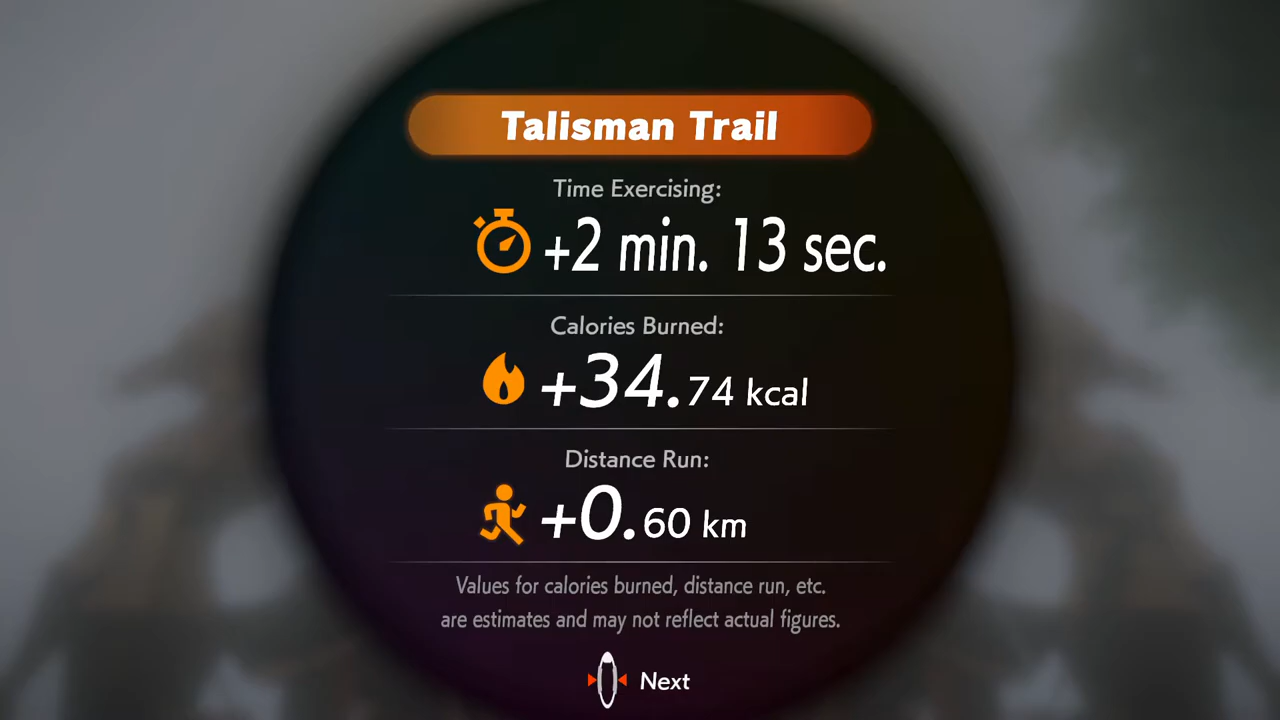 Talisman Trail
Time Exercising:
+2 min. 13 sec.
Calories Burned:
+34.74 kcal
Distance Run:
+0.60 km
Values for calories burned, distance run, etc.
are estimates and may not reflect actual figures.
Next